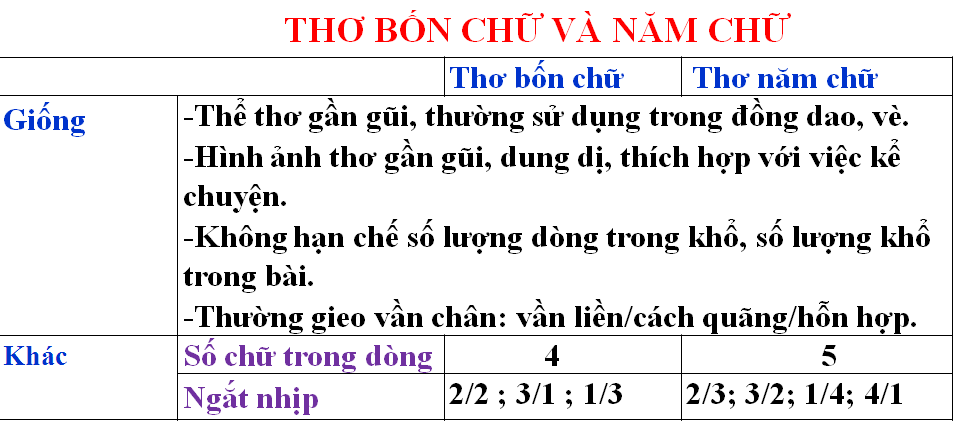 THƠ BỐN CHỮ VÀ NĂM CHỮ
Thơ bốn chữ Thơ năm chữ
Giống -Thể thơ gần gũi, thường sử dụng trong đồng dao, vè.
-Hình ảnh thơ gần gũi, dung dị, thích hợp với việc kể
chuyện.
-Không hạn chế số lượng dòng trong khổ, số lượng khổ
trong bài.
-Thường gieo vần chân: vần liền/cách quãng/hỗn hợp.
Khác Số chữ trong dòng 4 5
Ngắt nhịp 2/2 ; 3/1 ; 1/3 2/3; 3/2; 1/4; 4/1